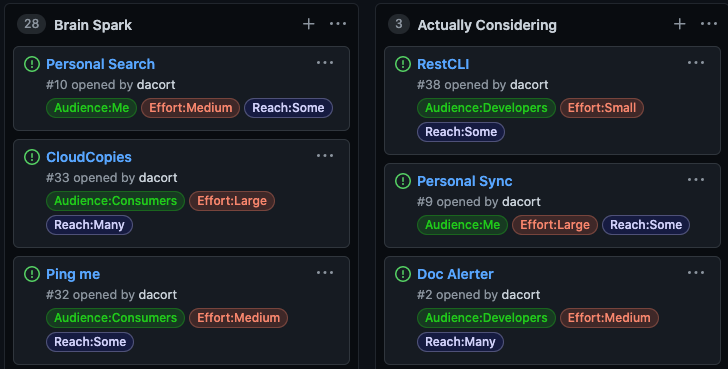 28 Brain Spark
Personal Search
#10 opened by dacort
Audience:Me Effort:Medium Reach:Some
CloudCopies
#33 opened by dacort
Audience:Consumers Effort:Large
Reach:Many
Ping me
#32 opened by dacort
Audience:Consumers Effort:Medium
Reach:Some
3 Actually Considering
RestCLI
#38 opened by dacort
Audience:Developers Effort:Small
Reach:Some
Personal Sync
#9 opened by dacort
Audience:Me Effort:Large Reach:Some
Doc Alerter
#2 opened by dacort
Audience:Developers Effort:Medium
Reach:Many